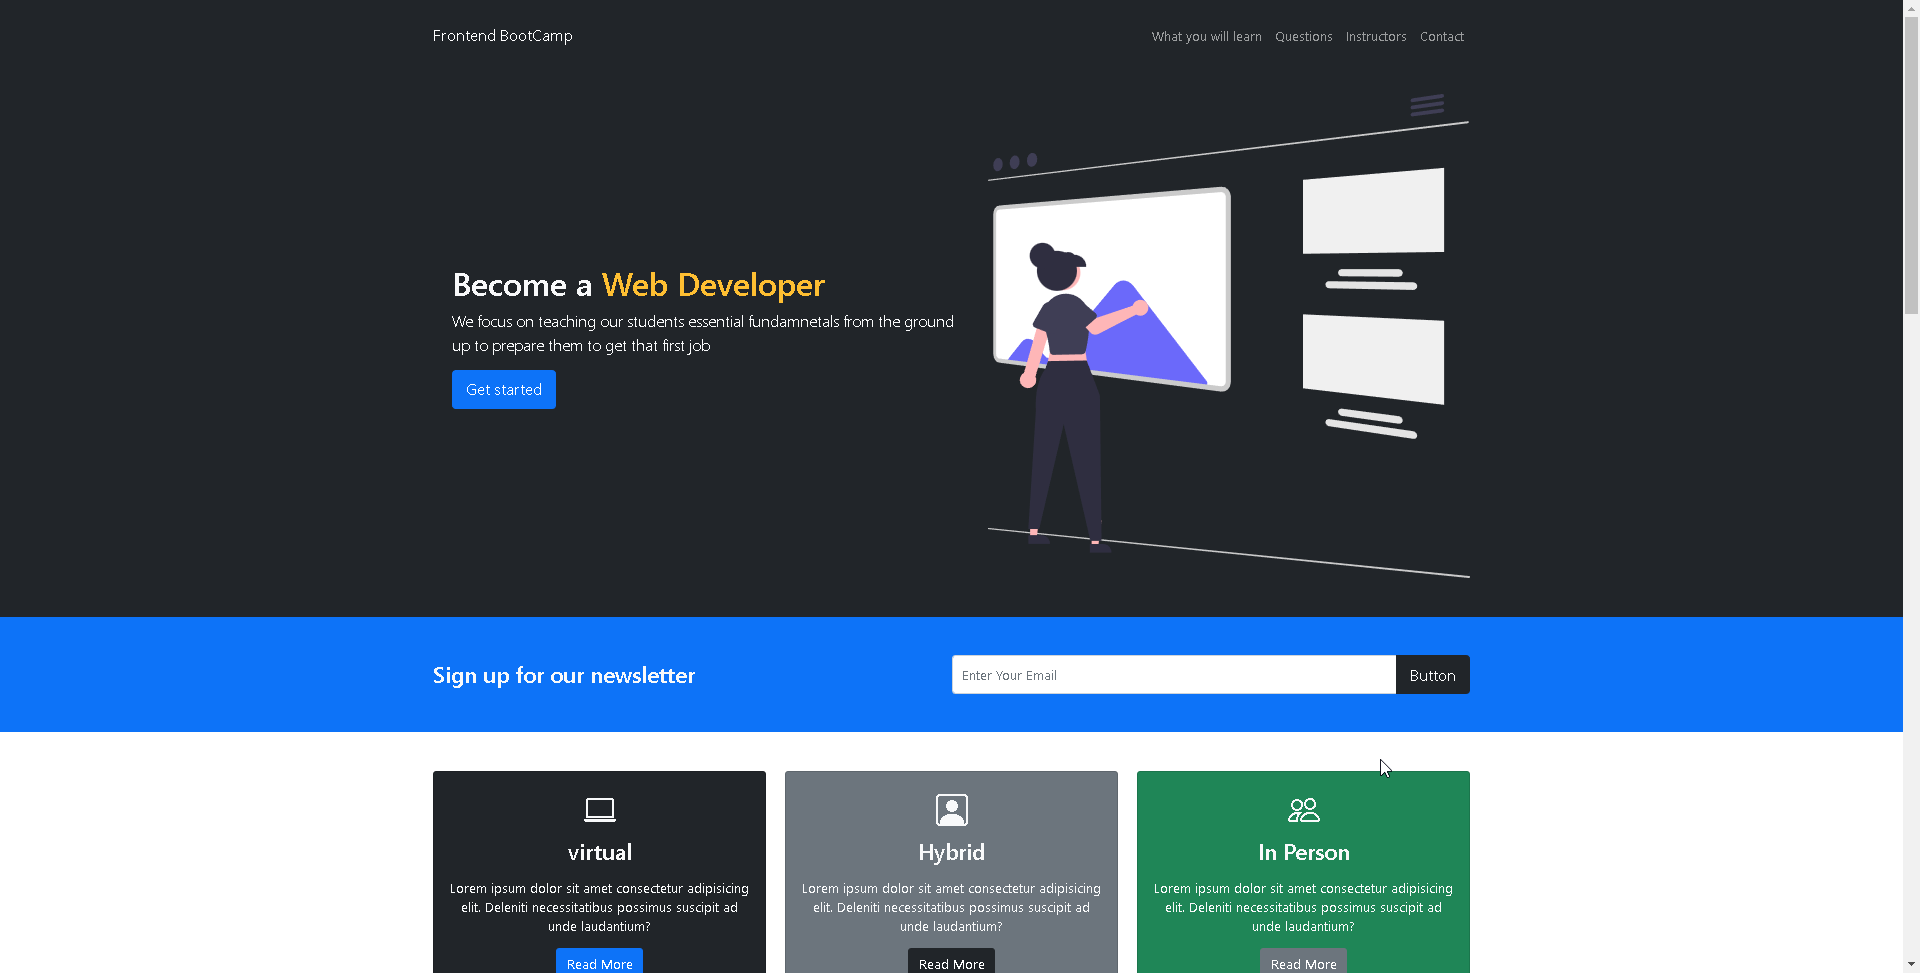 Frontend BootCamp
What you will learn Questions Instructors Contact
Become a Web Developer
We focus on teaching our students essential fundamnetals from the ground
up to prepare them to get that first job
Get started
Sign up for our newsletter
Enter Your Email
Button
virtual
Lorem ipsum dolor sit amet consectetur adipisicing
elit. Deleniti necessitatibus possimus suscipit ad
unde laudantium?
Read More
Hybrid
Lorem ipsum dolor sit amet consectetur adipisicing
elit. Deleniti necessitatibus possimus suscipit ad
unde laudantium?
Read More
In Person
Lorem ipsum dolor sit amet consectetur adipisicing
elit. Deleniti necessitatibus possimus suscipit ad
unde laudantium?
Read More